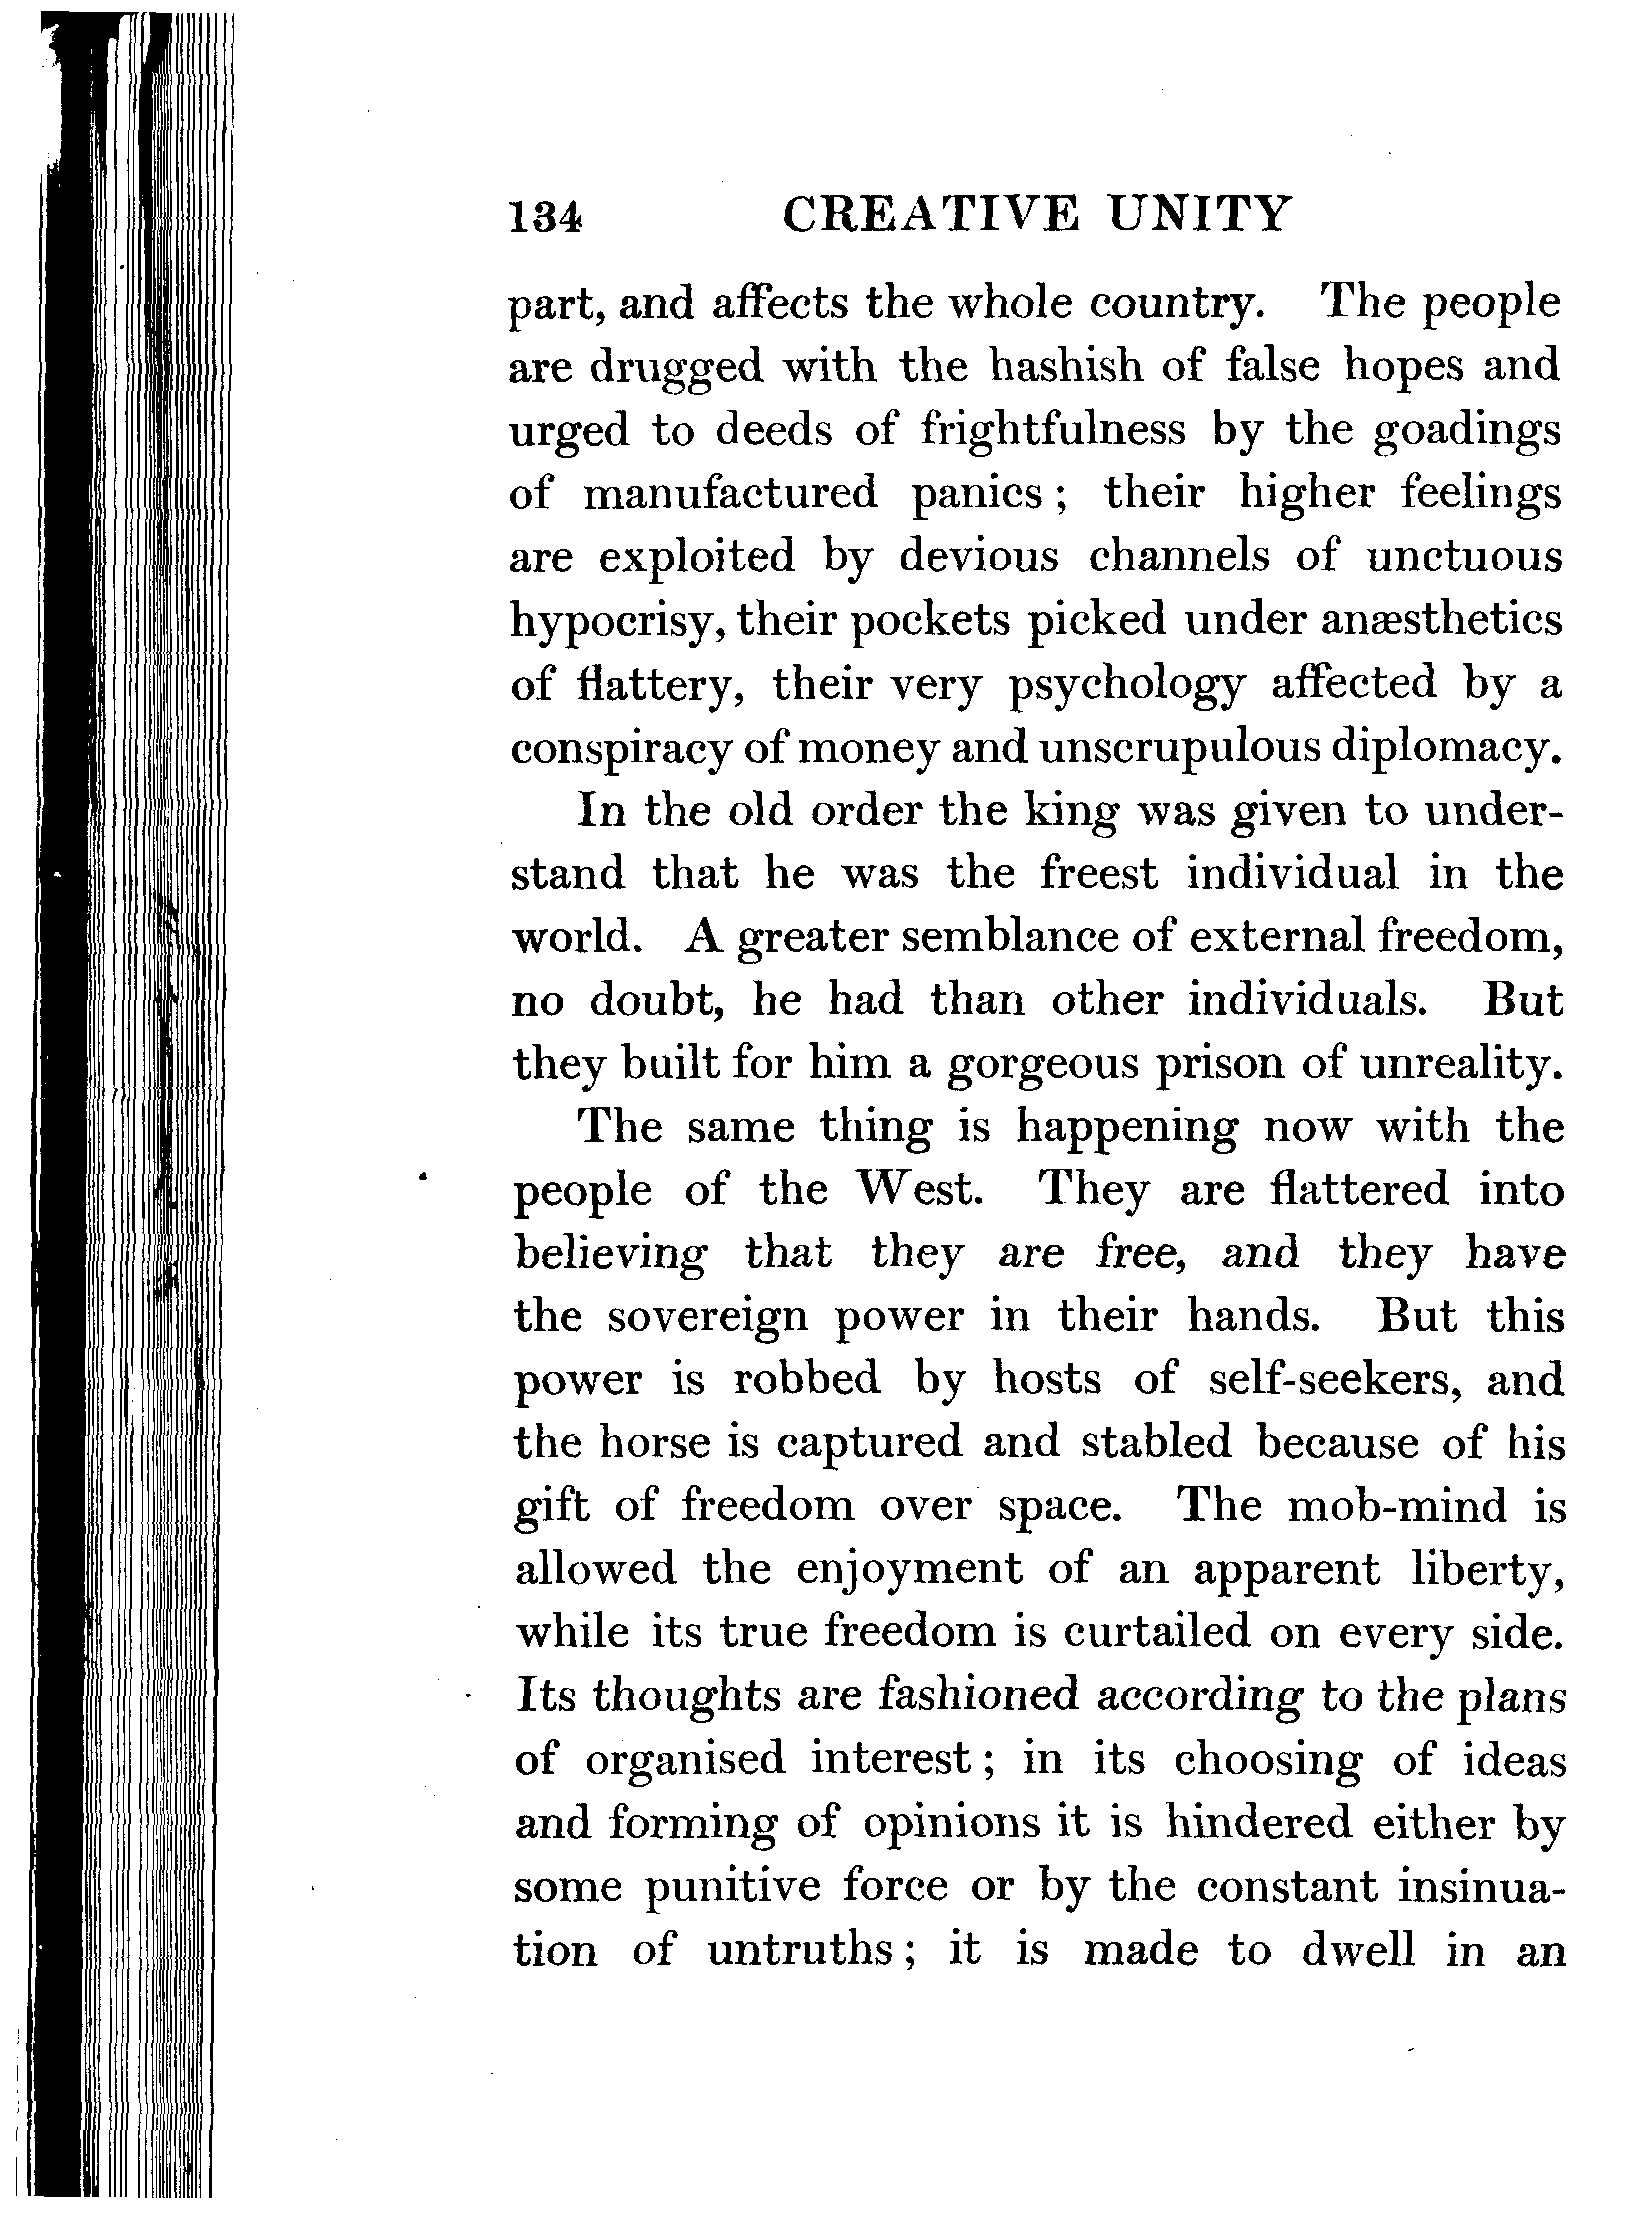 134 CREATIVE UNITY
part, and affects the whole country. The people
are drugged with the hashish of false hopes and
urged to deeds of frightfulness by the goadings
of manufactured panics ; their higher feelings
are exploited by devious channels of unctuous
hypocrisy, their pockets picked under anæsthetics
of flattery, their very psychology affected by a
conspiracy of money and unscrupulous diplomacy.
In the old order the king was given to under-
stand that he was the freest individual in the
world. A greater semblance of external freedom,
no doubt, he had than other individuals. But
they built for him a gorgeous prison of unreality.
The same thing is happening now with the
people of the West. They are flattered into
believing that they are free, and they have
the sovereign power in their hands. But this
power is robbed by hosts of self-seekers, and
the horse is captured and stabled because of his
gift of freedom over space. The mob-mind is
allowed the enjoyment of an apparent liberty,
while its true freedom is curtailed on every side.
Its thoughts are fashioned according to the plans
of organised interest ; in its choosing of ideas
and forming of opinions it is hindered either by
some punitive force or by the constant insinua-
tion of untruths ; it is made to dwell in an